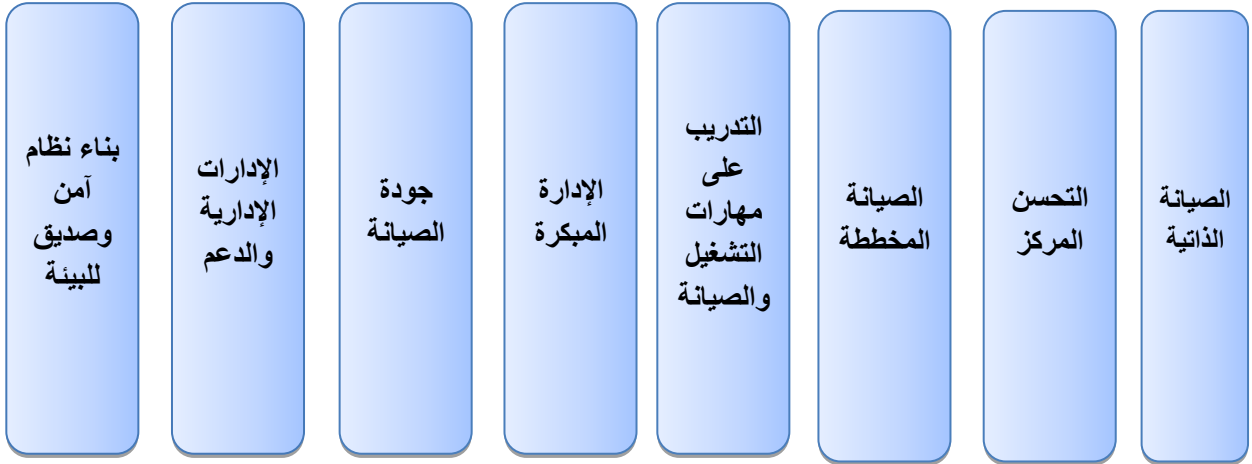 الصيانة
الذاتية
التحسن
المركز
الصيانة
المخططة
التدريب
على
مهارات
التشغيل
والصيانة
الإدارة
المبكرة
جودة
الصيانة
الإدارات
الإدارية
والدعم
بناء نظام
آمن
وصديق
للبيئة